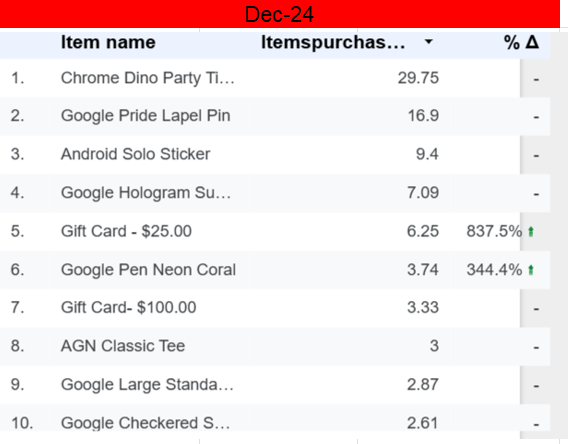 Dec-24
Item name Itemspurchas… % Δ
1. Chrome Dino Party Ti… 29.75 -
2. Google Pride Lapel Pin 16.9 -
3. Android Solo Sticker 9.4 -
4. Google Hologram Su… 7.09 -
5. Gift Card - $25.00 6.25 837.5%
6. Google Pen Neon Coral 3.74 344.4%
7. Gift Card- $100.00 3.33 -
8. AGN Classic Tee 3 -
9. Google Large Standa… 2.87 -
10. Google Checkered S… 2.61 -